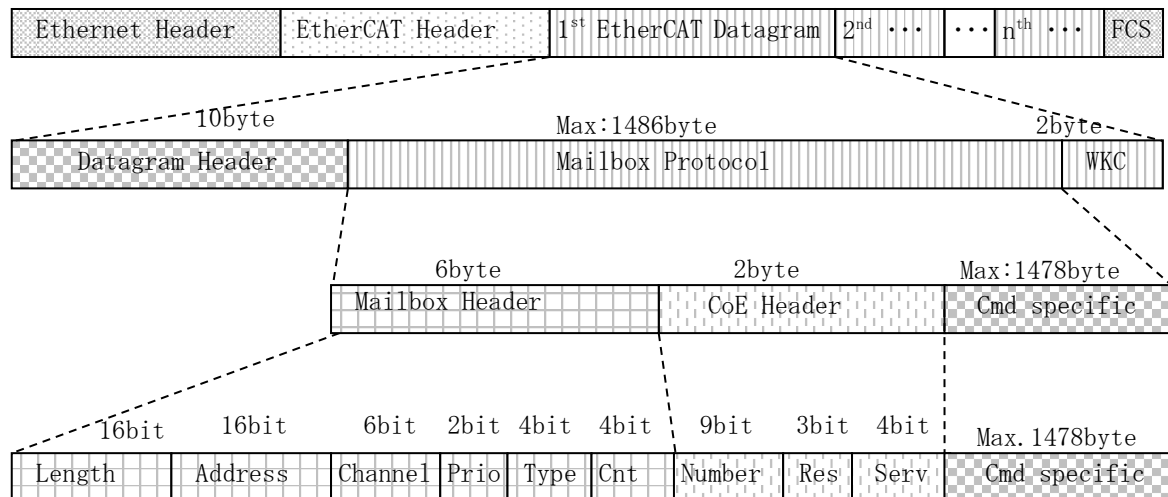 Ethernet Header EtherCAT Header 1st EtherCAT Datagram 2nd ··· ··· nth ··· FCS
10byte Max:1486byte 2byte
Datagram Header Mailbox Protocol WKC
6byte 2byte Max:1478byte
Mailbox Header CoE Header Cmd specific
16bit 16bit 6bit 2bit 4bit 4bit 9bit 3bit 4bit Max.1478byte
Length Address Channel Prio Type Cnt Number Res Serv Cmd specific